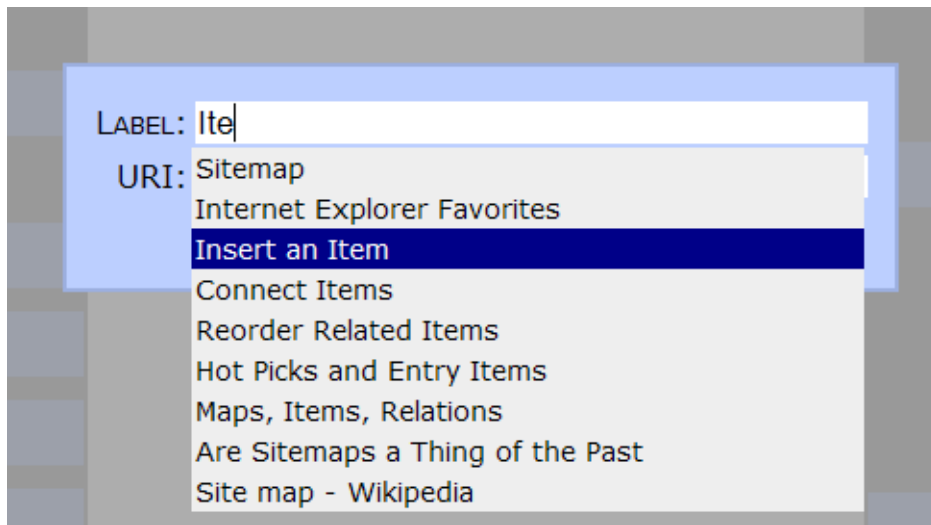 LABEL: Ite
URI: Sitemap
Internet Explorer Favorites
Insert an Item
Connect Items
Reorder Related Items
Hot Picks and Entry Items
Maps, Items, Relations
Are Sitemaps a Thing of the Past
Site map - Wikipedia